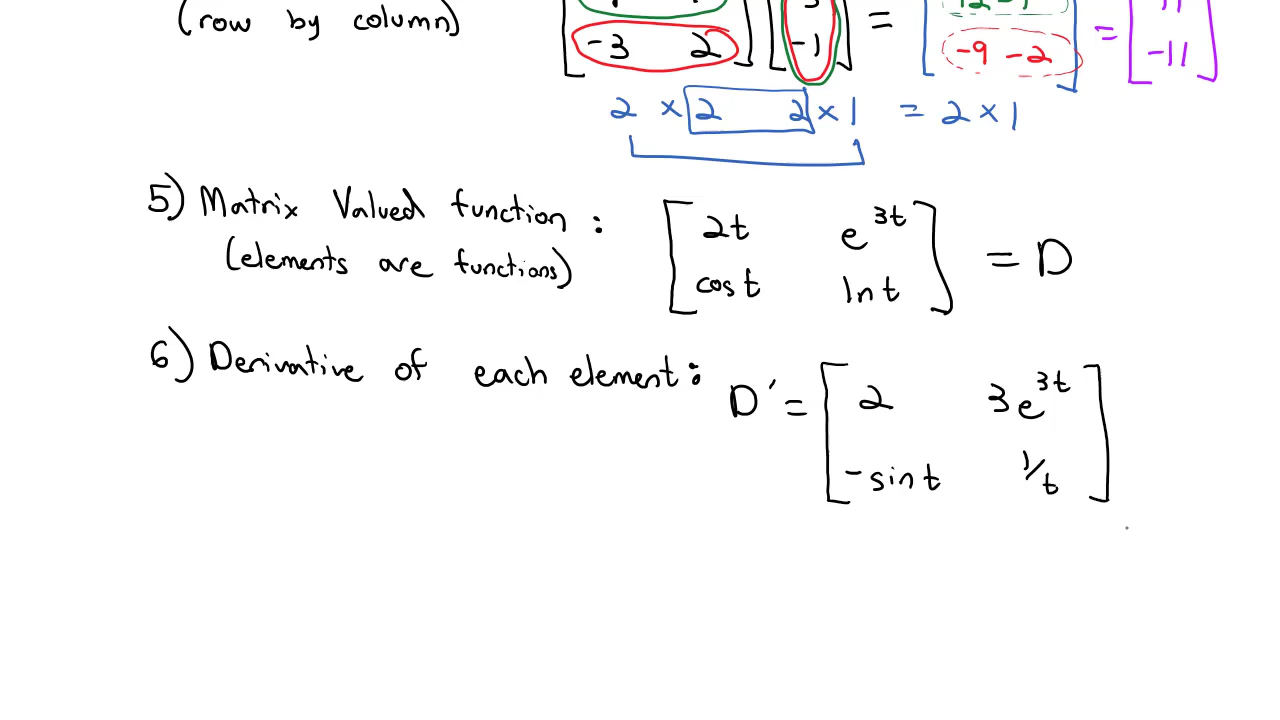 (row by column)
-3 2 -1 = -9 -2 = -11
2 × 2 2 × 1 = 2 × 1
5) Matrix Valued function :
(elements are functions)
2t e^3t
cos t ln t
= D
6) Derivative of each element :
D' =
2 3e^3t
-sin t 1/t